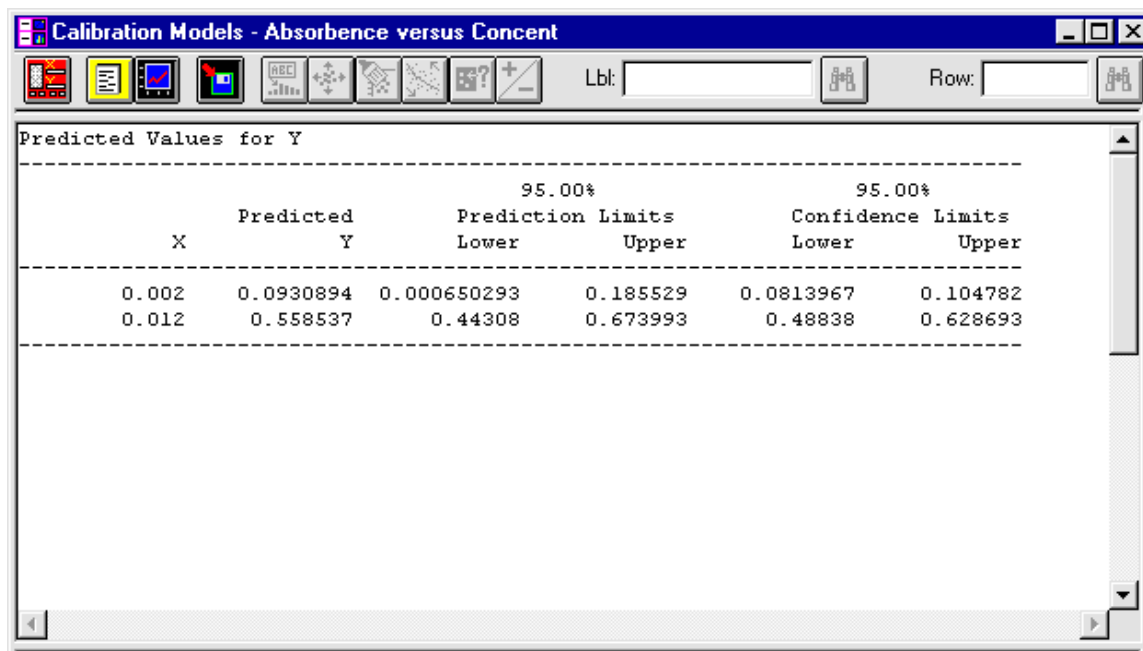 Calibration Models - Absorbence versus Concent
ABC ? +/- Lbl: Row:
Predicted Values for Y
--------------------------------------------------------------------------------
95.00% 95.00%
Predicted Prediction Limits Confidence Limits
X Y Lower Upper Lower Upper
--------------------------------------------------------------------------------
0.002 0.0930894 0.000650293 0.185529 0.0813967 0.104782
0.012 0.558537 0.44308 0.673993 0.48838 0.628693
--------------------------------------------------------------------------------